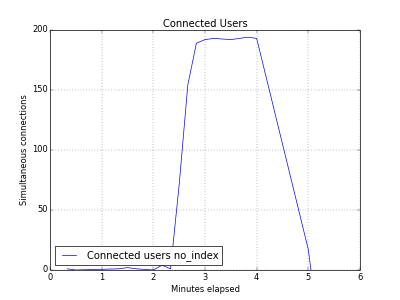 Connected Users
200
150
100
50
0
Simultaneous connections
Connected users no_index
0 1 2 3 4 5 6
Minutes elapsed